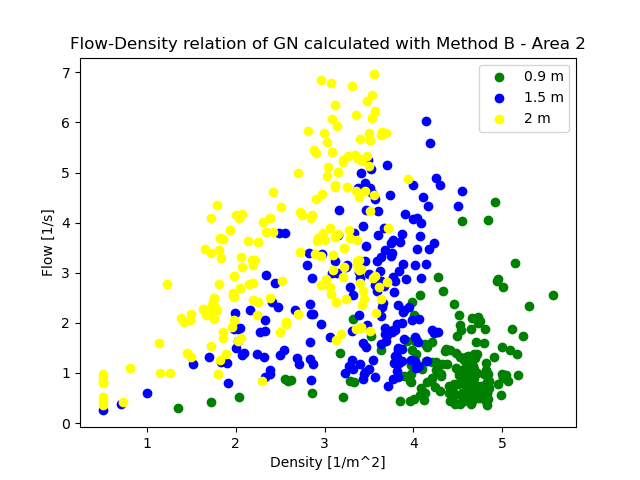 Flow-Density relation of GN calculated with Method B - Area 2
7
6
5
4
3
2
1
0
Flow [1/s]
0.9 m
1.5 m
2 m
1 2 3 4 5
Density [1/m^2]